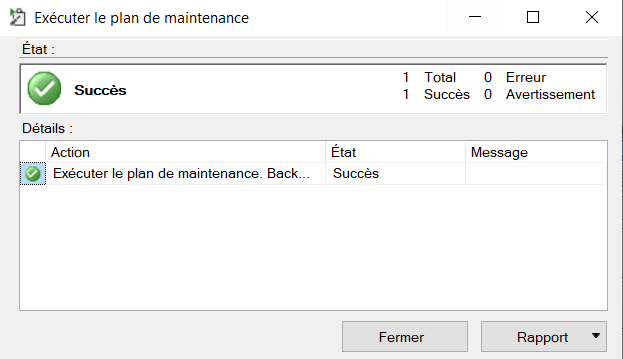 Exécuter le plan de maintenance
État :
Succès
1 Total 0 Erreur
1 Succès 0 Avertissement
Détails :
Action État Message
Exécuter le plan de maintenance. Back... Succès
Fermer Rapport